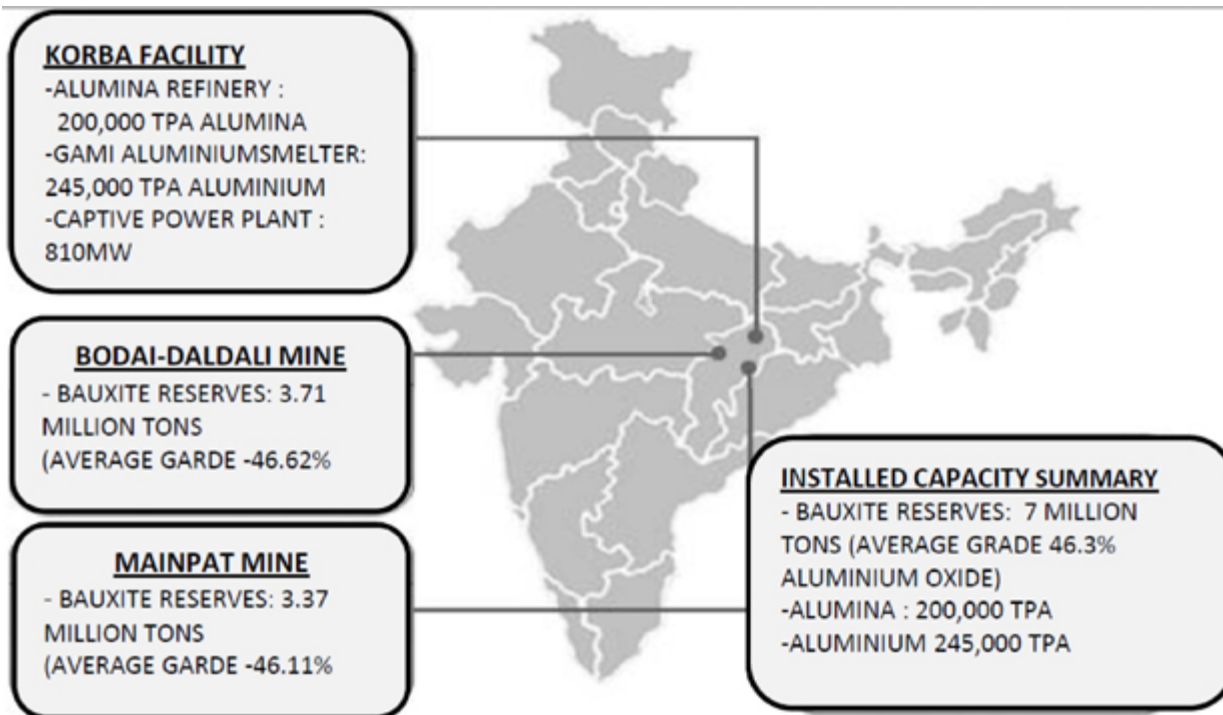 KORBA FACILITY
-ALUMINA REFINERY :
200,000 TPA ALUMINA
-GAMI ALUMINIUMSMELTER:
245,000 TPA ALUMINIUM
-CAPTIVE POWER PLANT :
810MW
BODAI-DALDALI MINE
- BAUXITE RESERVES: 3.71
MILLION TONS
(AVERAGE GARDE -46.62%
MAINPAT MINE
- BAUXITE RESERVES: 3.37
MILLION TONS
(AVERAGE GARDE -46.11%
INSTALLED CAPACITY SUMMARY
- BAUXITE RESERVES: 7 MILLION
TONS (AVERAGE GRADE 46.3%
ALUMINIUM OXIDE)
-ALUMINA : 200,000 TPA
-ALUMINIUM 245,000 TPA